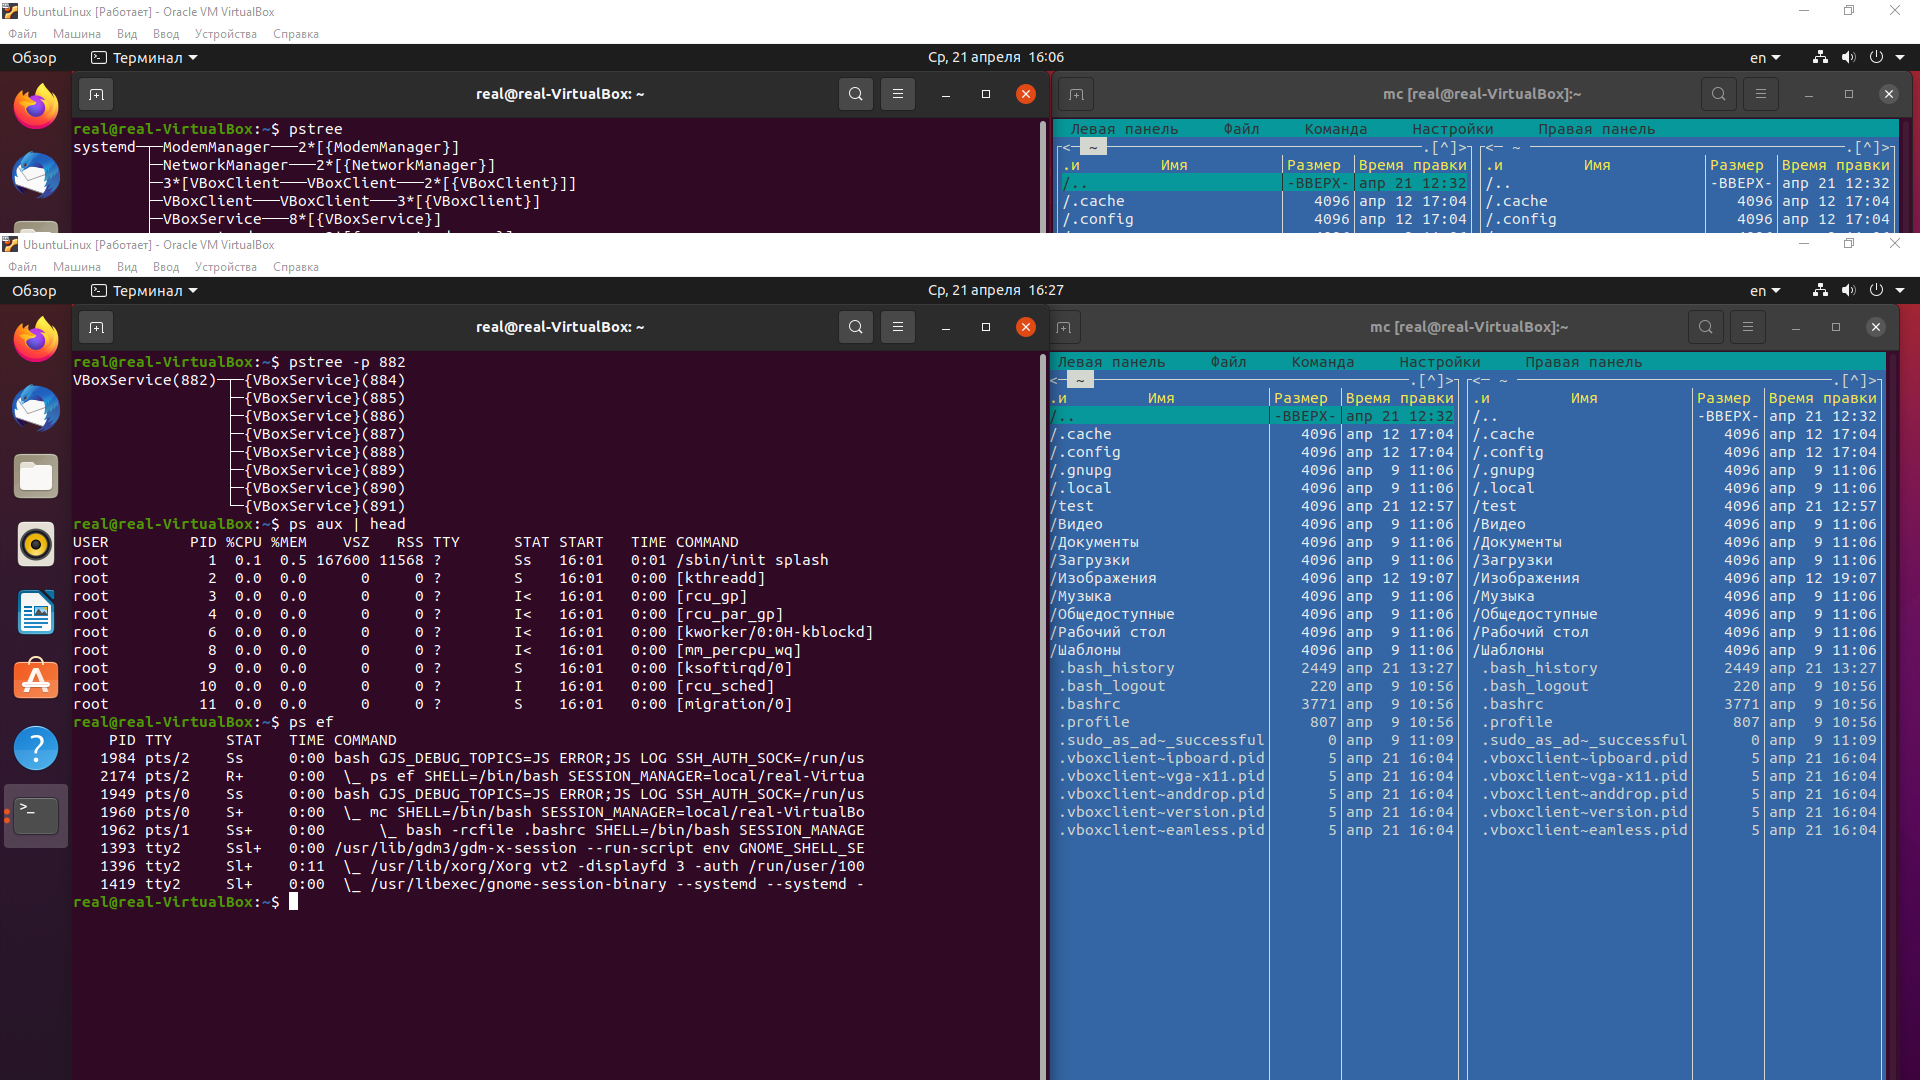 UbuntuLinux [Работает] - Oracle VM VirtualBox
Файл Машина Вид Ввод Устройства Справка
Обзор Терминал Ср, 21 апреля 16:06 en
real@real-VirtualBox: ~
real@real-VirtualBox:~$ pstree
systemd─┬─ModemManager───2*[{ModemManager}]
├─NetworkManager───2*[{NetworkManager}]
├─3*[VBoxClient───VBoxClient───2*[{VBoxClient}]]
├─VBoxClient───VBoxClient───3*[{VBoxClient}]
├─VBoxService───8*[{VBoxService}]
mc [real@real-VirtualBox]:~
Левая панель Файл Команда Настройки Правая панель
<─ ~ ─.[^]>┐┌<─ ~ ─.[^]>┐
.и Имя Размер Время правки .и Имя Размер Время правки
/.. -ВВЕРХ- апр 21 12:32 /.. -ВВЕРХ- апр 21 12:32
/.cache 4096 апр 12 17:04 /.cache 4096 апр 12 17:04
/.config 4096 апр 12 17:04 /.config 4096 апр 12 17:04
UbuntuLinux [Работает] - Oracle VM VirtualBox
Файл Машина Вид Ввод Устройства Справка
Обзор Терминал Ср, 21 апреля 16:27 en
real@real-VirtualBox: ~
real@real-VirtualBox:~$ pstree -p 882
VBoxService(882)─┬─{VBoxService}(884)
├─{VBoxService}(885)
├─{VBoxService}(886)
├─{VBoxService}(887)
├─{VBoxService}(888)
├─{VBoxService}(889)
├─{VBoxService}(890)
└─{VBoxService}(891)
real@real-VirtualBox:~$ ps aux | head
USER PID %CPU %MEM VSZ RSS TTY STAT START TIME COMMAND
root 1 0.1 0.5 167600 11568 ? Ss 16:01 0:01 /sbin/init splash
root 2 0.0 0.0 0 0 ? S 16:01 0:00 [kthreadd]
root 3 0.0 0.0 0 0 ? I< 16:01 0:00 [rcu_gp]
root 4 0.0 0.0 0 0 ? I< 16:01 0:00 [rcu_par_gp]
root 6 0.0 0.0 0 0 ? I< 16:01 0:00 [kworker/0:0H-kblockd]
root 8 0.0 0.0 0 0 ? I< 16:01 0:00 [mm_percpu_wq]
root 9 0.0 0.0 0 0 ? S 16:01 0:00 [ksoftirqd/0]
root 10 0.0 0.0 0 0 ? I 16:01 0:00 [rcu_sched]
root 11 0.0 0.0 0 0 ? S 16:01 0:00 [migration/0]
real@real-VirtualBox:~$ ps ef
PID TTY STAT TIME COMMAND
1984 pts/2 Ss 0:00 bash GJS_DEBUG_TOPICS=JS ERROR;JS LOG SSH_AUTH_SOCK=/run/us
2174 pts/2 R+ 0:00 \_ ps ef SHELL=/bin/bash SESSION_MANAGER=local/real-Virtua
1949 pts/0 Ss 0:00 bash GJS_DEBUG_TOPICS=JS ERROR;JS LOG SSH_AUTH_SOCK=/run/us
1960 pts/0 S+ 0:00 \_ mc SHELL=/bin/bash SESSION_MANAGER=local/real-VirtualBo
1962 pts/1 Ss+ 0:00 \_ bash -rcfile .bashrc SHELL=/bin/bash SESSION_MANAGE
1393 tty2 Ssl+ 0:00 /usr/lib/gdm3/gdm-x-session --run-script env GNOME_SHELL_SE
1396 tty2 Sl+ 0:11 \_ /usr/lib/xorg/Xorg vt2 -displayfd 3 -auth /run/user/100
1419 tty2 Sl+ 0:00 \_ /usr/libexec/gnome-session-binary --systemd --systemd -
real@real-VirtualBox:~$
mc [real@real-VirtualBox]:~
Левая панель Файл Команда Настройки Правая панель
<─ ~ ─.[^]>┐┌<─ ~ ─.[^]>┐
.и Имя Размер Время правки .и Имя Размер Время правки
/.. -ВВЕРХ- апр 21 12:32 /.. -ВВЕРХ- апр 21 12:32
/.cache 4096 апр 12 17:04 /.cache 4096 апр 12 17:04
/.config 4096 апр 12 17:04 /.config 4096 апр 12 17:04
/.gnupg 4096 апр 9 11:06 /.gnupg 4096 апр 9 11:06
/.local 4096 апр 9 11:06 /.local 4096 апр 9 11:06
/test 4096 апр 21 12:57 /test 4096 апр 21 12:57
/Видео 4096 апр 9 11:06 /Видео 4096 апр 9 11:06
/Документы 4096 апр 9 11:06 /Документы 4096 апр 9 11:06
/Загрузки 4096 апр 9 11:06 /Загрузки 4096 апр 9 11:06
/Изображения 4096 апр 12 19:07 /Изображения 4096 апр 12 19:07
/Музыка 4096 апр 9 11:06 /Музыка 4096 апр 9 11:06
/Общедоступные 4096 апр 9 11:06 /Общедоступные 4096 апр 9 11:06
/Рабочий стол 4096 апр 9 11:06 /Рабочий стол 4096 апр 9 11:06
/Шаблоны 4096 апр 9 11:06 /Шаблоны 4096 апр 9 11:06
.bash_history 2449 апр 21 13:27 .bash_history 2449 апр 21 13:27
.bash_logout 220 апр 9 10:56 .bash_logout 220 апр 9 10:56
.bashrc 3771 апр 9 10:56 .bashrc 3771 апр 9 10:56
.profile 807 апр 9 10:56 .profile 807 апр 9 10:56
.sudo_as_ad~_successful 0 апр 9 11:09 .sudo_as_ad~_successful 0 апр 9 11:09
.vboxclient~ipboard.pid 5 апр 21 16:04 .vboxclient~ipboard.pid 5 апр 21 16:04
.vboxclient~vga-x11.pid 5 апр 21 16:04 .vboxclient~vga-x11.pid 5 апр 21 16:04
.vboxclient~anddrop.pid 5 апр 21 16:04 .vboxclient~anddrop.pid 5 апр 21 16:04
.vboxclient~version.pid 5 апр 21 16:04 .vboxclient~version.pid 5 апр 21 16:04
.vboxclient~eamless.pid 5 апр 21 16:04 .vboxclient~eamless.pid 5 апр 21 16:04